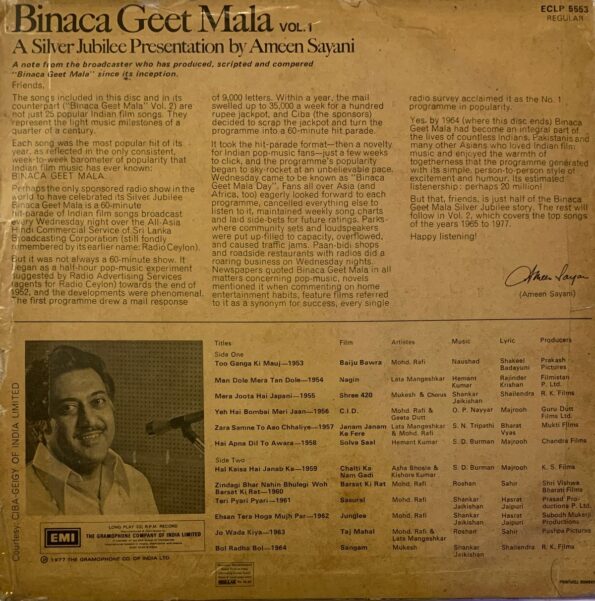 Binaca Geet Mala VOL.1
ECLP 5553
REGULAR
A Silver Jubilee Presentation by Ameen Sayani
A note from the broadcaster who has produced, scripted and compered
"Binaca Geet Mala" since its inception.
Friends,
The songs included in this disc and in its
counterpart ("Binaca Geet Mala" Vol. 2) are
not just 25 popular Indian film songs. They
represent the light music milestones of a
quarter of a century.
Each song was the most popular hit of its
year, as reflected in the only consistent,
week-to-week barometer of popularity that
Indian film music has ever known:
BINACA GEET MALA.
Perhaps the only sponsored radio show in the
world to have celebrated its Silver Jubilee
Binaca Geet Mala is a 60-minute
hit-parade of Indian film songs broadcast
every Wednesday night over the All-Asia
Hindi Commercial Service of Sri Lanka
Broadcasting Corporation (still fondly
remembered by its earlier name: Radio Ceylon).
But it was not always a 60-minute show. It
began as a half-hour pop-music experiment
suggested by Radio Advertising Services
(agents for Radio Ceylon) towards the end of
1952, and the developments were phenomenal.
The first programme drew a mail response
of 9,000 letters. Within a year, the mail
swelled up to 35,000 a week for a hundred
rupee jackpot, and Ciba (the sponsors)
decided to scrap the jackpot and turn the
programme into a 60-minute hit parade.
It took the hit-parade format—then a novelty
for Indian pop-music fans—just a few weeks
to click, and the programme's popularity
began to sky-rocket at an unbelievable pace.
Wednesday came to be known as "Binaca
Geet Mala Day". Fans all over Asia (and
Africa, too) eagerly looked forward to each
programme, cancelled everything else to
listen to it, maintained weekly song charts
and laid side-bets for future ratings. Parks-
where community sets and loudspeakers
were put up-filled to capacity, overflowed,
and caused traffic jams. Paan-bidi shops
and roadside restaurants with radios did a
roaring business on Wednesday nights.
Newspapers quoted Binaca Geet Mala in all
matters concerning pop-music, novels
mentioned it when commenting on home
entertainment habits, feature films referred
to it as a synonym for success, every single
radio survey acclaimed it as the No. 1
programme in popularity.
Yes, by 1964 (where this disc ends) Binaca
Geet Mala had become an integral part of
the lives of countless Indians. Pakistanis and
many other Asians who loved Indian film
music and enjoyed the warmth of
togetherness that the programme generated
with its simple, person-to-person style of
excitement and humour. Its estimated
listenership: perhaps 20 million!
But that, friends, is just half of the Binaca
Geet Mala Silver Jubilee story. The rest will
follow in Vol. 2, which covers the top songs
of the years 1965 to 1977.
Happy listening!
Ameen Sayani
(Ameen Sayani)
Courtesy: CIBA-GEIGY OF INDIA LIMITED
Titles Film Artistes Music Lyric Producers
Side One
Too Ganga Ki Mauj—1953 Baiju Bawra Mohd. Rafi Naushad Shakeel Badayuni Prakash Pictures
Man Dole Mera Tan Dole—1954 Nagin Lata Mangeshkar Hemant Kumar Rajinder Krishan Filmistan P. Ltd.
Mera Joota Hai Japani—1955 Shree 420 Mukesh & Chorus Shankar Jaikishan Shailendra R. K. Films
Yeh Hai Bombai Meri Jaan—1956 C.I.D. Mohd. Rafi & Geeta Dutt O. P. Nayyar Majrooh Guru Dutt Films Ltd.
Zara Samne To Aao Chhaliye—1957 Janam Janam Ke Fere Lata Mangeshkar & Mohd. Rafi S. N. Tripathi Bharat Vyas Mukti Films
Hai Apna Dil To Awara—1958 Solva Saal Hemant Kumar S. D. Burman Majrooh Chandra Films
Side Two
Hal Kaisa Hai Janab Ka—1959 Chalti Ka Nam Gadi Asha Bhosle & Kishore Kumar S. D. Burman Majrooh K. S. Films
Zindagi Bhar Nahin Bhulegi Woh Barsat Ki Rat—1960 Barsat Ki Rat Mohd. Rafi Roshan Sahir Shri Vishwa Bharati Films
Teri Pyari Pyari—1961 Sasural Mohd. Rafi Shankar Jaikishan Hasrat Jaipuri Prasad Productions P. Ltd.
Ehsan Tera Hoga Mujh Par—1962 Junglee Mohd. Rafi Shankar Jaikishan Hasrat Jaipuri Subodh Mukerji Productions
Jo Wada Kiya—1963 Taj Mahal Mohd. Rafi & Lata Mangeshkar Roshan Sahir Pushpa Pictures
Bol Radha Bol—1964 Sangam Mukesh Shankar Jaikishan Shailendra R. K. Films
EMI
LONG PLAY 33⅓ R.P.M. RECORD
THE GRAMOPHONE COMPANY OF INDIA LIMITED
© 1977 THE GRAMOPHONE CO. OF INDIA LTD